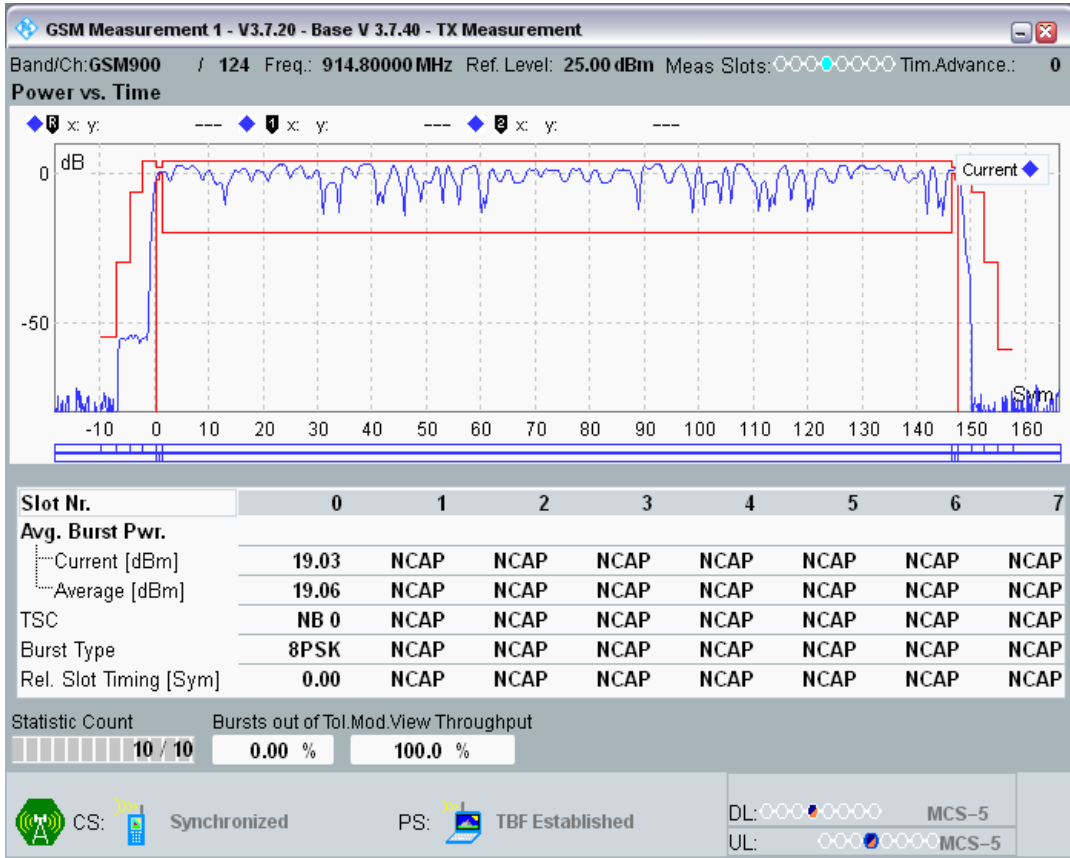 GSM Measurement 1 - V3.7.20 - Base V 3.7.40 - TX Measurement
Band/Ch:GSM900 / 124 Freq.: 914.80000 MHz Ref. Level: 25.00 dBm Meas Slots: Tim.Advance.: 0
Power vs. Time
R x: y: --- 1 x: y: --- 2 x: y: ---
dB
Current
0
-50
Sym
-10 0 10 20 30 40 50 60 70 80 90 100 110 120 130 140 150 160
Slot Nr. 0 1 2 3 4 5 6 7
Avg. Burst Pwr.
Current [dBm] 19.03 NCAP NCAP NCAP NCAP NCAP NCAP NCAP
Average [dBm] 19.06 NCAP NCAP NCAP NCAP NCAP NCAP NCAP
TSC NB 0 NCAP NCAP NCAP NCAP NCAP NCAP NCAP
Burst Type 8PSK NCAP NCAP NCAP NCAP NCAP NCAP NCAP
Rel. Slot Timing [Sym] 0.00 NCAP NCAP NCAP NCAP NCAP NCAP NCAP
Statistic Count Bursts out of Tol.Mod.View Throughput
10 / 10 0.00 % 100.0 %
CS: Synchronized PS: TBF Established
DL: MCS-5
UL: MCS-5